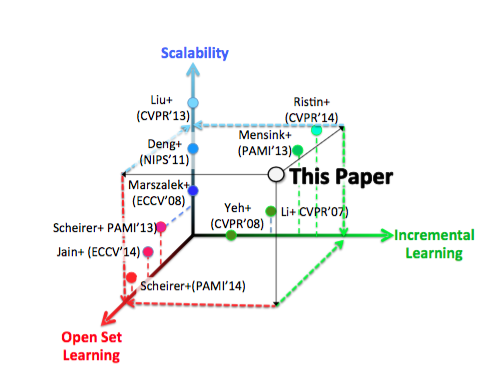 Scalability
Liu+
(CVPR'13)
Ristin+
(CVPR'14)
Deng+
(NIPS'11)
Mensink+
(PAMI'13)
This Paper
Marszalek+
(ECCV'08)
Yeh+
(CVPR'08)
Li+ CVPR'07)
Scheirer+ PAMI'13)
Incremental
Learning
Jain+ (ECCV'14)
Scheirer+(PAMI'14)
Open Set
Learning